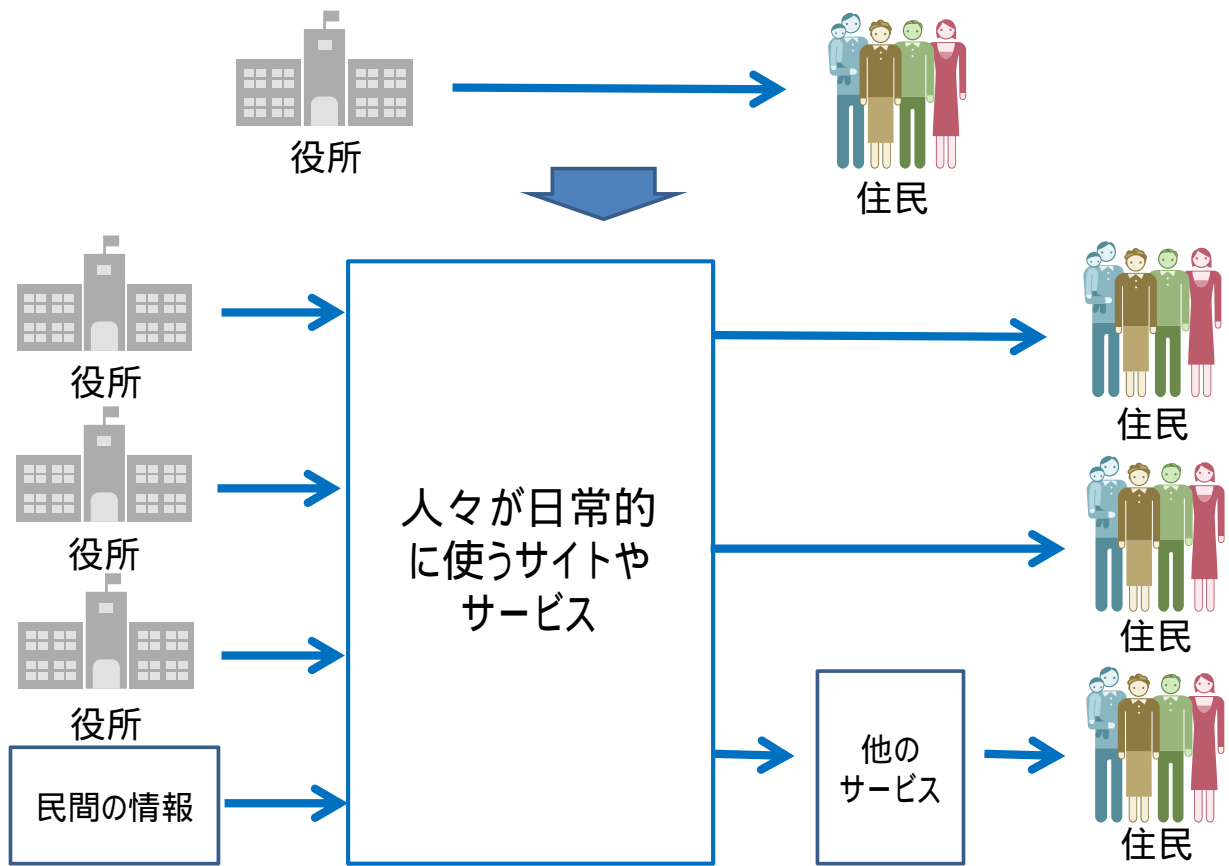 役所
住民
役所
役所
役所
民間の情報
人々が日常的
に使うサイトや
サービス
他の
サービス
住民
住民
住民